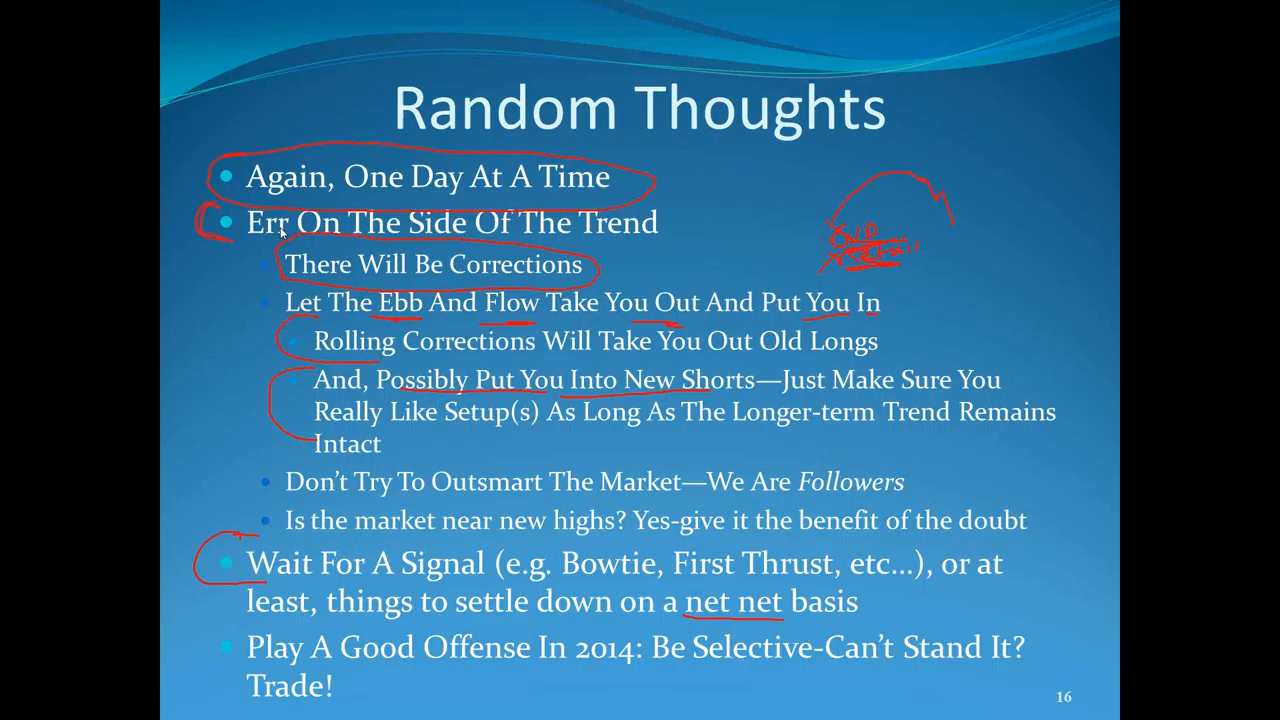 Random Thoughts
Again, One Day At A Time
Err On The Side Of The Trend
There Will Be Corrections
Let The Ebb And Flow Take You Out And Put You In
Rolling Corrections Will Take You Out Old Longs
And, Possibly Put You Into New Shorts—Just Make Sure You
Really Like Setup(s) As Long As The Longer-term Trend Remains
Intact
Don't Try To Outsmart The Market—We Are Followers
Is the market near new highs? Yes-give it the benefit of the doubt
Wait For A Signal (e.g. Bowtie, First Thrust, etc...), or at
least, things to settle down on a net net basis
Play A Good Offense In 2014: Be Selective-Can't Stand It?
Trade!
16